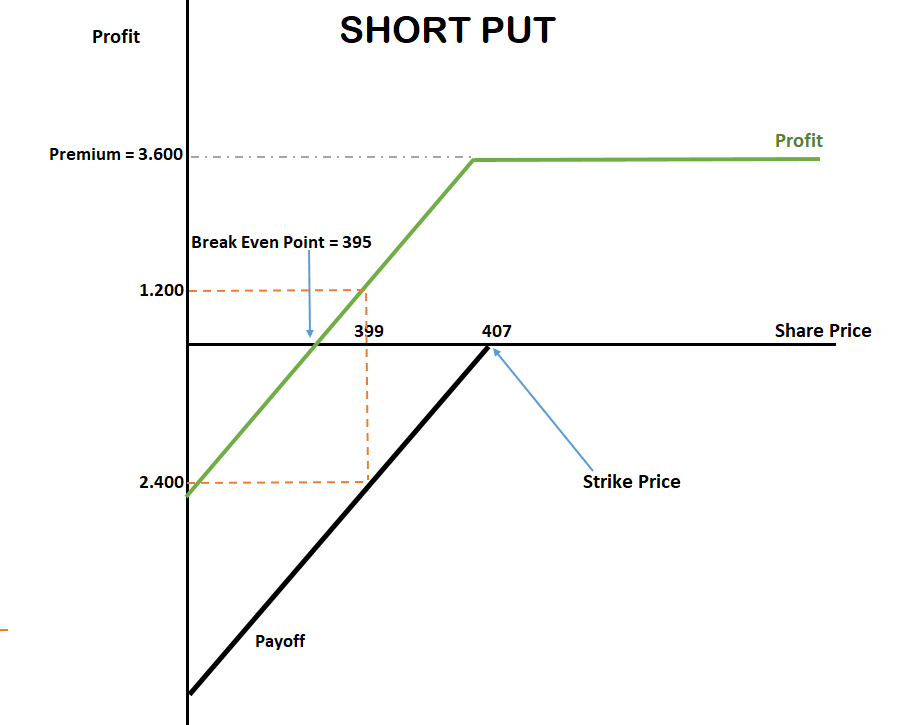 SHORT PUT
Profit
Premium = 3.600
Profit
Break Even Point = 395
1.200
399
407
Share Price
2.400
Strike Price
Payoff